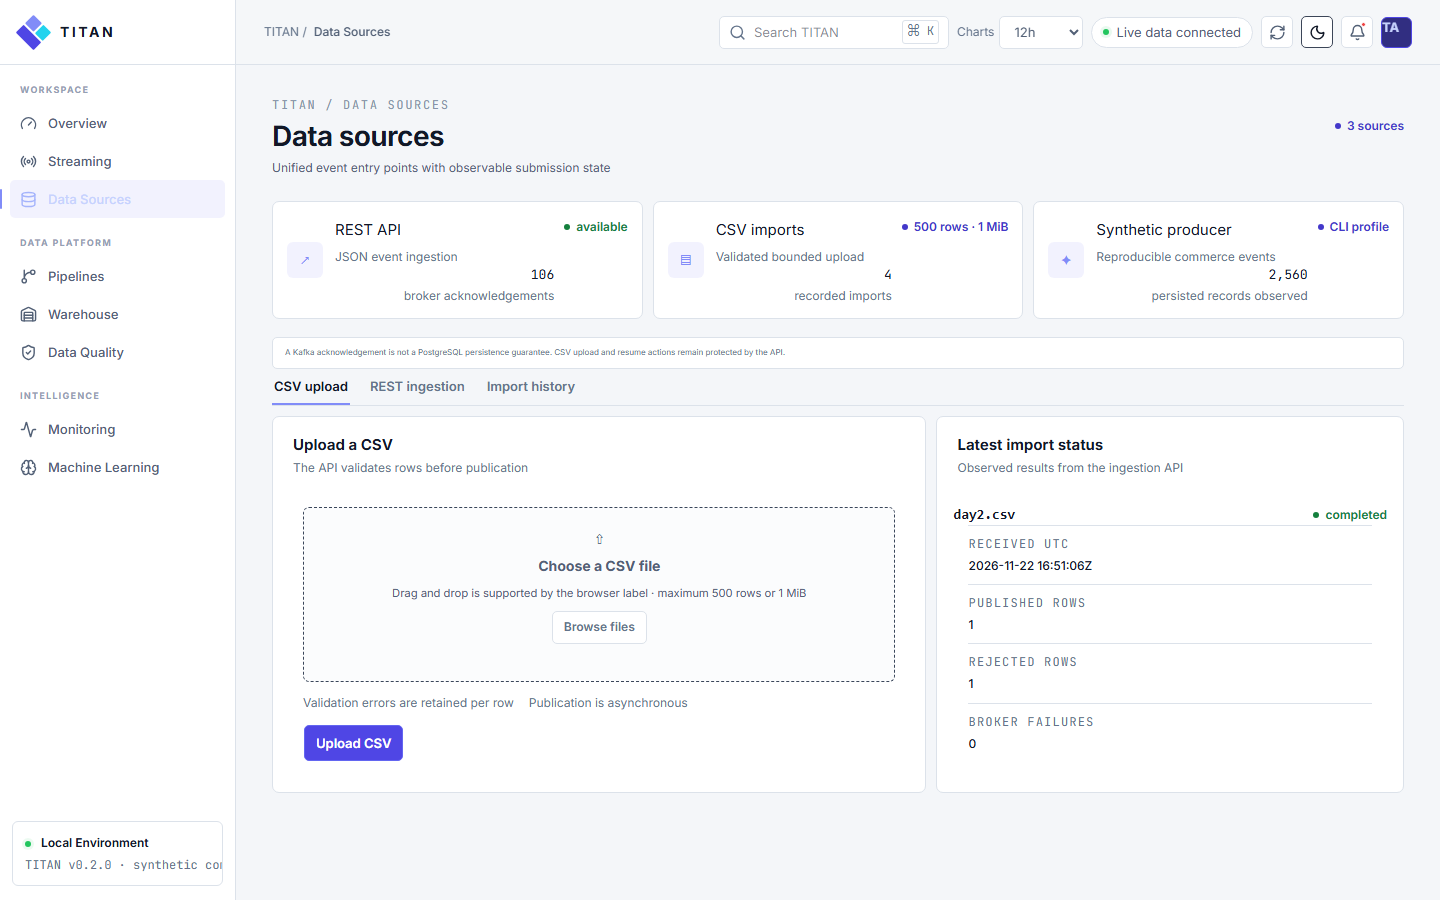 TITAN
TITAN / Data Sources
Search TITAN
⌘ K
Charts
12h
Live data connected
TA
WORKSPACE
Overview
Streaming
Data Sources
DATA PLATFORM
Pipelines
Warehouse
Data Quality
INTELLIGENCE
Monitoring
Machine Learning
Local Environment
TITAN v0.2.0 · synthetic co
TITAN / DATA SOURCES
Data sources
Unified event entry points with observable submission state
3 sources
REST API
available
JSON event ingestion
106
broker acknowledgements
CSV imports
500 rows · 1 MiB
Validated bounded upload
4
recorded imports
Synthetic producer
CLI profile
Reproducible commerce events
2,560
persisted records observed
A Kafka acknowledgement is not a PostgreSQL persistence guarantee. CSV upload and resume actions remain protected by the API.
CSV upload
REST ingestion
Import history
Upload a CSV
The API validates rows before publication
Choose a CSV file
Drag and drop is supported by the browser label · maximum 500 rows or 1 MiB
Browse files
Validation errors are retained per row
Publication is asynchronous
Upload CSV
Latest import status
Observed results from the ingestion API
day2.csv
completed
RECEIVED UTC
2026-11-22 16:51:06Z
PUBLISHED ROWS
1
REJECTED ROWS
1
BROKER FAILURES
0